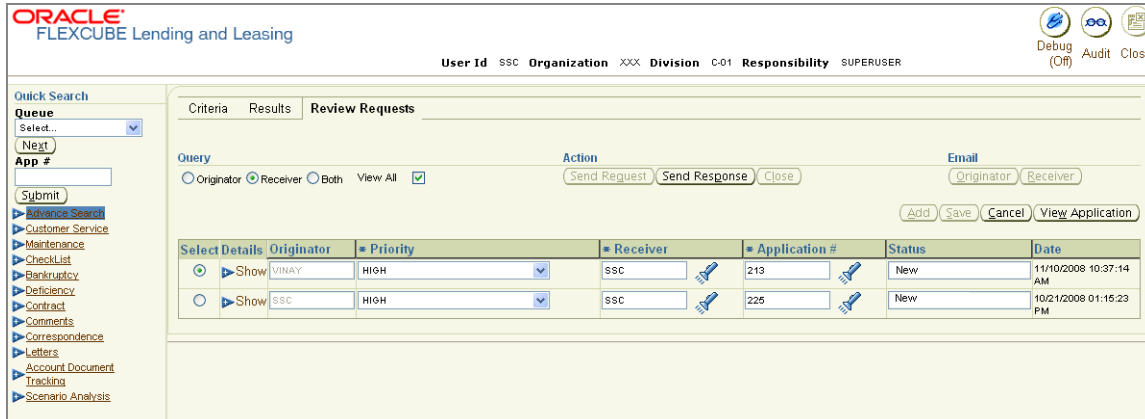 ORACLE
FLEXCUBE Lending and Leasing
Debug (Off)
Audit
Clos
User Id SSC Organization XXX Division C-01 Responsibility SUPERUSER
Quick Search
Queue
Select...
Next
App #
Submit
Advance Search
Customer Service
Maintenance
CheckList
Bankruptcy
Deficiency
Contract
Comments
Correspondence
Letters
Account Document
Tracking
Scenario Analysis
Criteria Results Review Requests
Query Action Email
Originator Receiver Both View All Send Request Send Response Close Originator Receiver
Add Save Cancel View Application
Select Details Originator * Priority * Receiver * Application # Status Date
Show VINAY HIGH SSC 213 New 11/10/2008 10:37:14
AM
Show SSC HIGH SSC 225 New 10/21/2008 01:15:23
PM